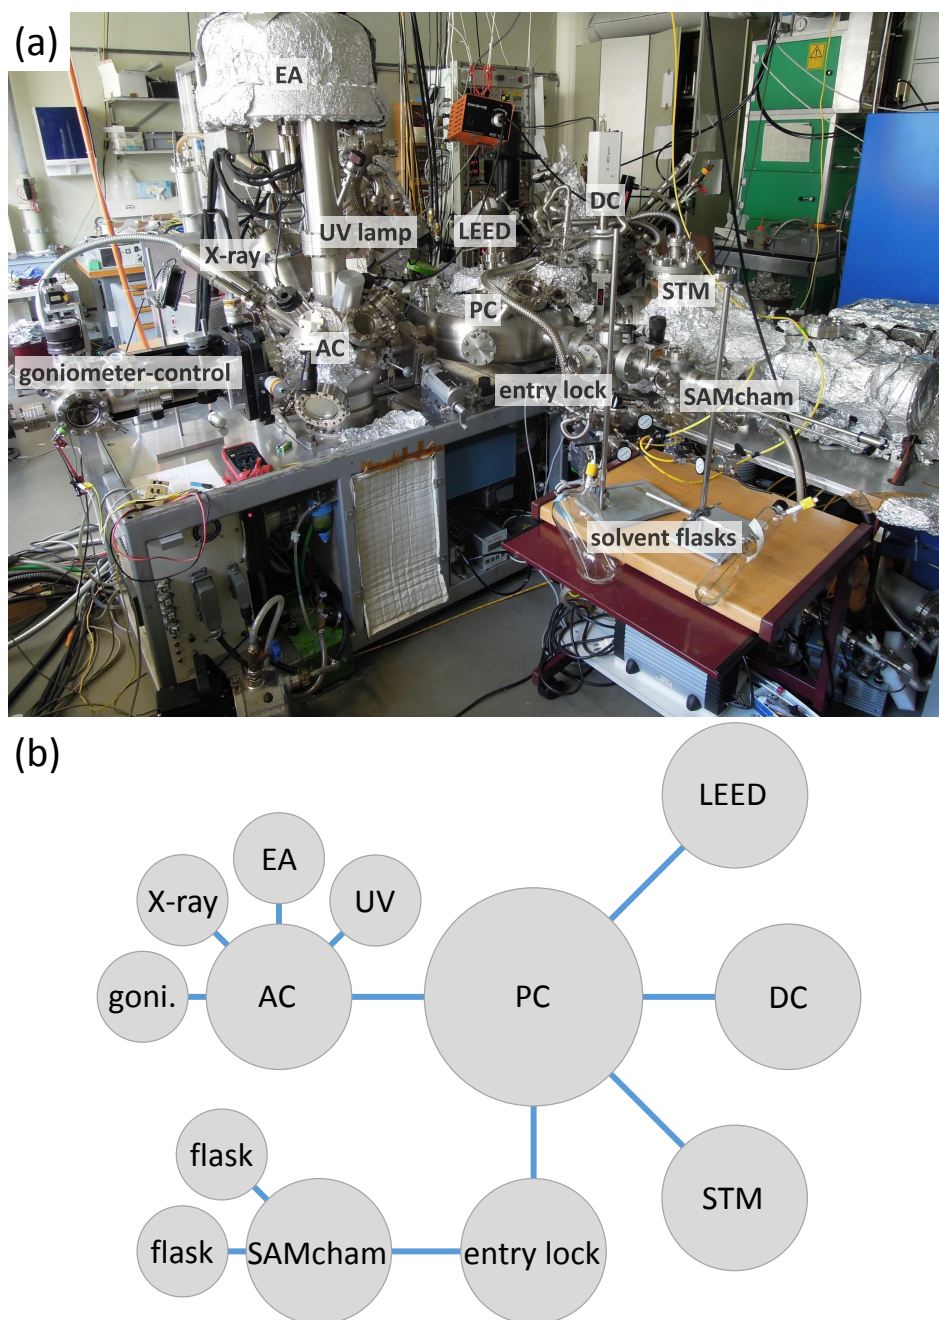 (a)
EA
DC
UV lamp
LEED
X-ray
STM
PC
AC
goniometer-control
entry lock
SAMcham
solvent flasks
(b)
LEED
EA
X-ray
UV
goni.
AC
PC
DC
flask
STM
flask
SAMcham
entry lock